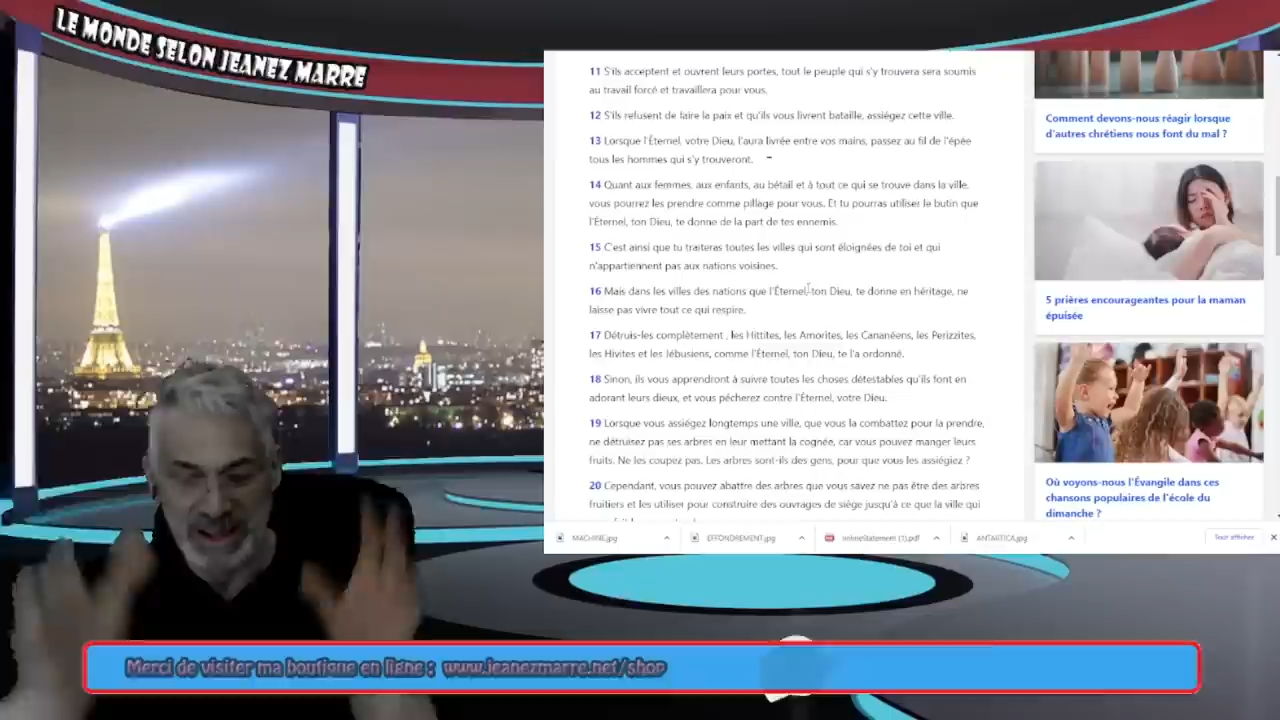 LE MONDE SELON JEANEZ MARRE
11 S'ils acceptent et ouvrent leurs portes, tout le peuple qui s'y trouvera sera soumis
au travail forcé et travaillera pour vous.
12 S'ils refusent de faire la paix et qu'ils vous livrent bataille, assiégez cette ville.
13 Lorsque l'Éternel, votre Dieu, l'aura livrée entre vos mains, passez au fil de l'épée
tous les hommes qui s'y trouveront.
14 Quant aux femmes, aux enfants, au bétail et à tout ce qui se trouve dans la ville,
vous pourrez les prendre comme pillage pour vous. Et tu pourras utiliser le butin que
l'Éternel, ton Dieu, te donne de la part de tes ennemis.
15 C'est ainsi que tu traiteras toutes les villes qui sont éloignées de toi et qui
n'appartiennent pas aux nations voisines.
16 Mais dans les villes des nations que l'Éternel, ton Dieu, te donne en héritage, ne
laisse pas vivre tout ce qui respire.
17 Détruis-les complètement , les Hittites, les Amorites, les Cananéens, les Perizzites,
les Hivites et les Jébusiens, comme l'Éternel, ton Dieu, te l'a ordonné.
18 Sinon, ils vous apprendront à suivre toutes les choses détestables qu'ils font en
adorant leurs dieux, et vous pécherez contre l'Éternel, votre Dieu.
19 Lorsque vous assiégez longtemps une ville, que vous la combattez pour la prendre,
ne détruisez pas ses arbres en leur mettant la cognée, car vous pouvez manger leurs
fruits. Ne les coupez pas. Les arbres sont-ils des gens, pour que vous les assiégiez ?
20 Cependant, vous pouvez abattre des arbres que vous savez ne pas être des arbres
fruitiers et les utiliser pour construire des ouvrages de siège jusqu'à ce que la ville qui
Comment devons-nous réagir lorsque
d'autres chrétiens nous font du mal ?
5 prières encourageantes pour la maman
épuisée
Où voyons-nous l'Évangile dans ces
chansons populaires de l'école du
dimanche ?
MACHINE.jpg
EFFONDREMENT.jpg
onlineStatement (1).pdf
ANTARTICA.jpg
Tout afficher
Merci de visiter ma boutique en ligne : www.jeanezmarre.net/shop